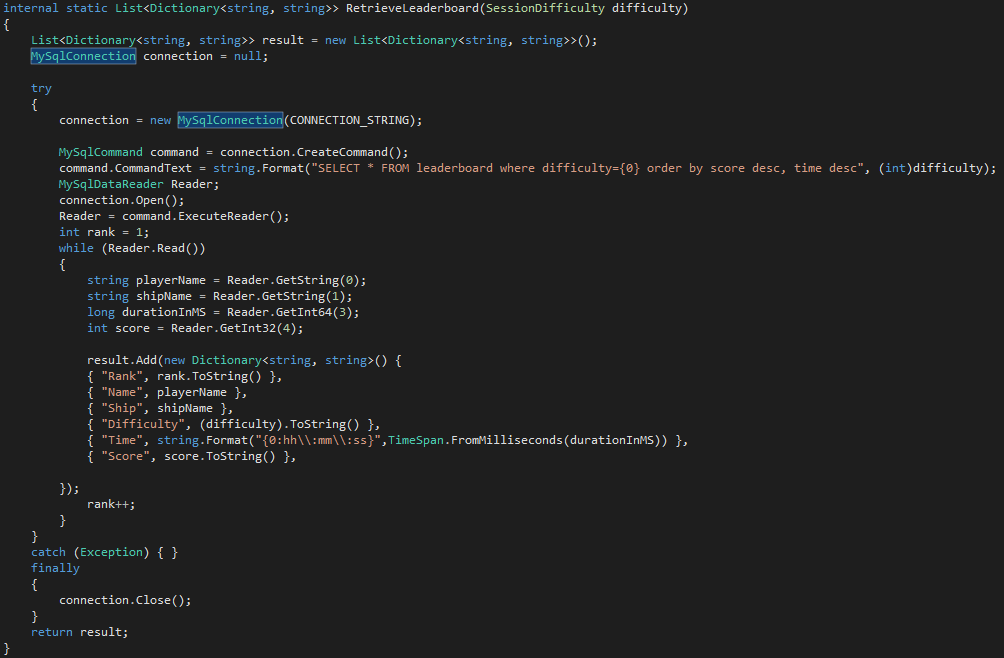 internal static List<Dictionary<string, string>> RetrieveLeaderboard(SessionDifficulty difficulty)
{
    List<Dictionary<string, string>> result = new List<Dictionary<string, string>>();
    MySqlConnection connection = null;

    try
    {
        connection = new MySqlConnection(CONNECTION_STRING);

        MySqlCommand command = connection.CreateCommand();
        command.CommandText = string.Format("SELECT * FROM leaderboard where difficulty={0} order by score desc, time desc", (int)difficulty);
        MySqlDataReader Reader;
        connection.Open();
        Reader = command.ExecuteReader();
        int rank = 1;
        while (Reader.Read())
        {
            string playerName = Reader.GetString(0);
            string shipName = Reader.GetString(1);
            long durationInMS = Reader.GetInt64(3);
            int score = Reader.GetInt32(4);

            result.Add(new Dictionary<string, string>() {
            { "Rank", rank.ToString() },
            { "Name", playerName },
            { "Ship", shipName },
            { "Difficulty", (difficulty).ToString() },
            { "Time", string.Format("{0:hh\\:mm\\:ss}",TimeSpan.FromMilliseconds(durationInMS)) },
            { "Score", score.ToString() },

        });
            rank++;
        }
    }
    catch (Exception) { }
    finally
    {
        connection.Close();
    }
    return result;
}